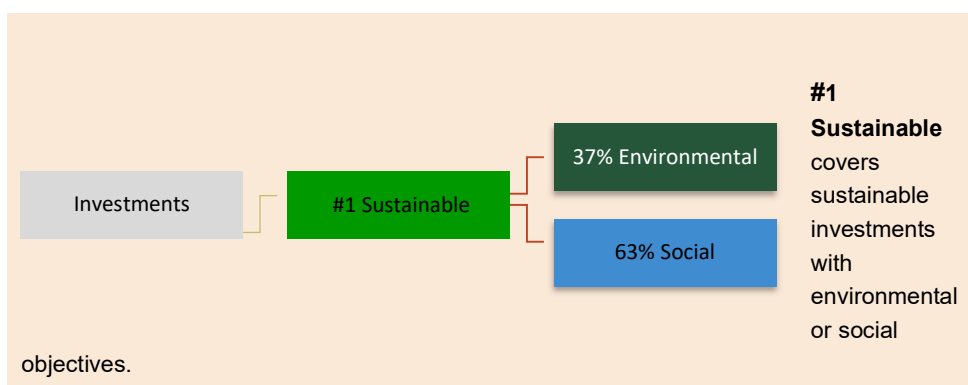 Investments
#1 Sustainable
37% Environmental
63% Social
#1
Sustainable
covers
sustainable
investments
with
environmental
or social
objectives.